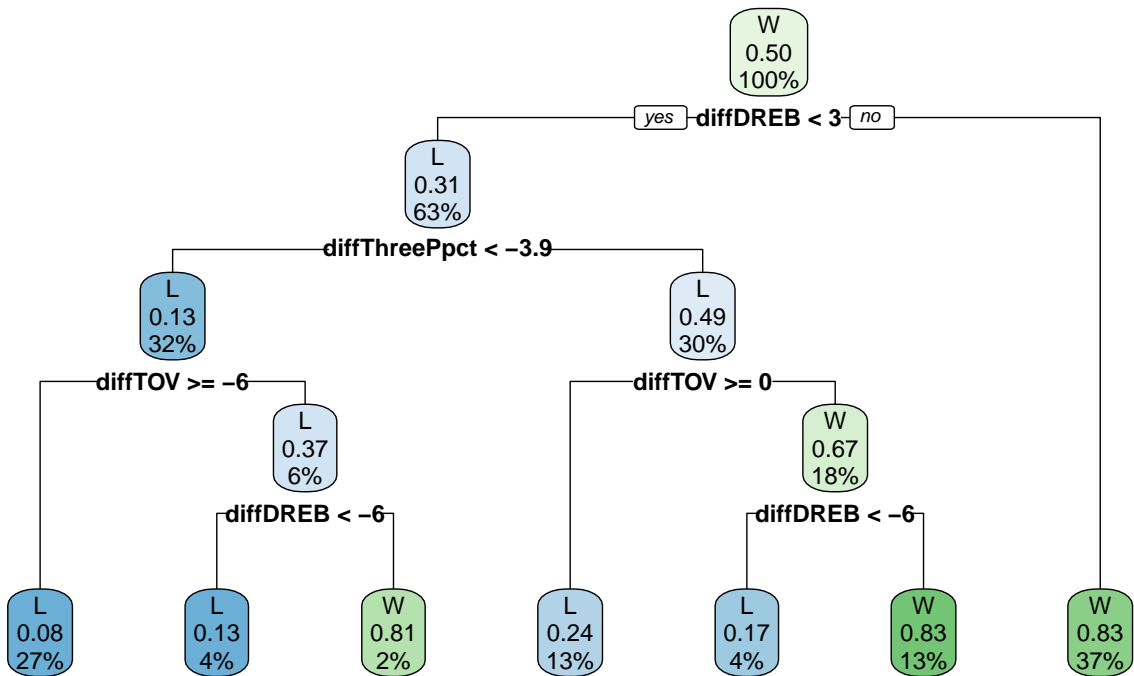 W
0.50
100%
yes diffDREB < 3 no
L
0.31
63%
diffThreePpct < −3.9
L
0.13
32%
L
0.49
30%
diffTOV >= −6
diffTOV >= 0
L
0.37
6%
W
0.67
18%
diffDREB < −6
diffDREB < −6
L
0.08
27%
L
0.13
4%
W
0.81
2%
L
0.24
13%
L
0.17
4%
W
0.83
13%
W
0.83
37%